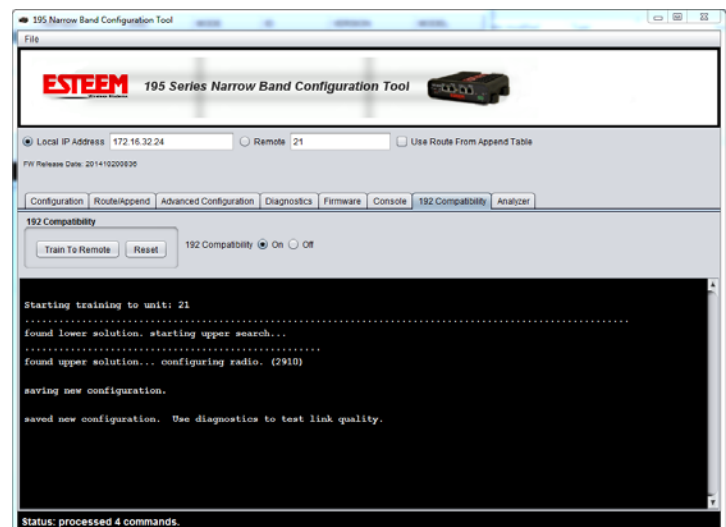 195 Narrow Band Configuration Tool
File
ESTEEM 195 Series Narrow Band Configuration Tool
Local IP Address 172.16.32.24 Remote 21 Use Route From Append Table
FW Release Date: 201410200836
Configuration Route/Append Advanced Configuration Diagnostics Firmware Console 192 Compatibility Analyzer
192 Compatibility
Train To Remote Reset 192 Compatibility On Off
Starting training to unit: 21
................................................................................................
found lower solution. starting upper search...
...............................................
found upper solution... configuring radio. (2910)
saving new configuration.
saved new configuration. Use diagnostics to test link quality.
Status: processed 4 commands.